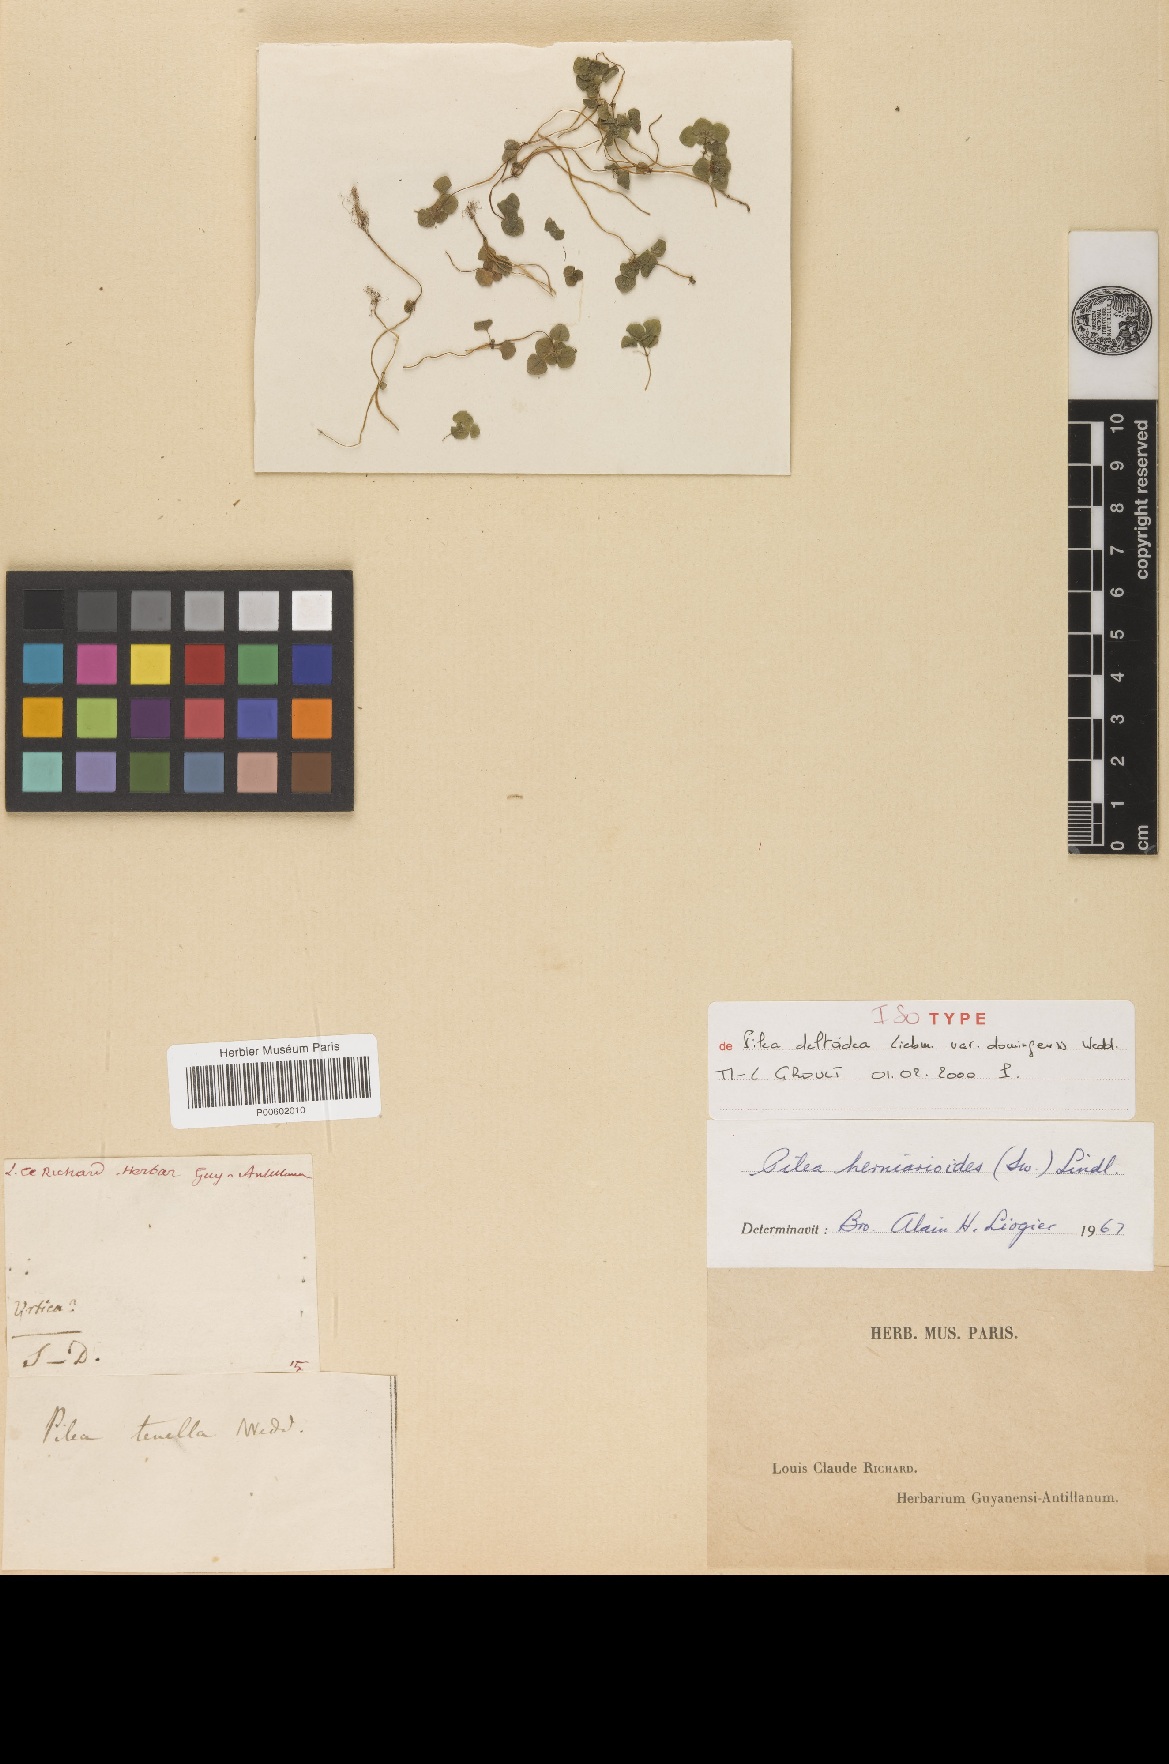 10
9
8
7
6
5
4
3
2
1
0
cm
copyright reserved
Herbier Muséum Paris
P00602010
ISOTYPE
de Pilea deltoidea Liebm. var. domingensis Wedd.
M-L GROULT 01.02.2000 P.
Pilea herniarioides (Sw.) Lindl.
Determinavit : Bro. Alain H. Liogier 1967
HERB. MUS. PARIS.
Louis Claude RICHARD.
Herbarium Guyanensi-Antillanum.
L. Cl Richard Herbar Guy-Antillanum
Urtica?
S-D.
15
Pilea tenella Wedd.